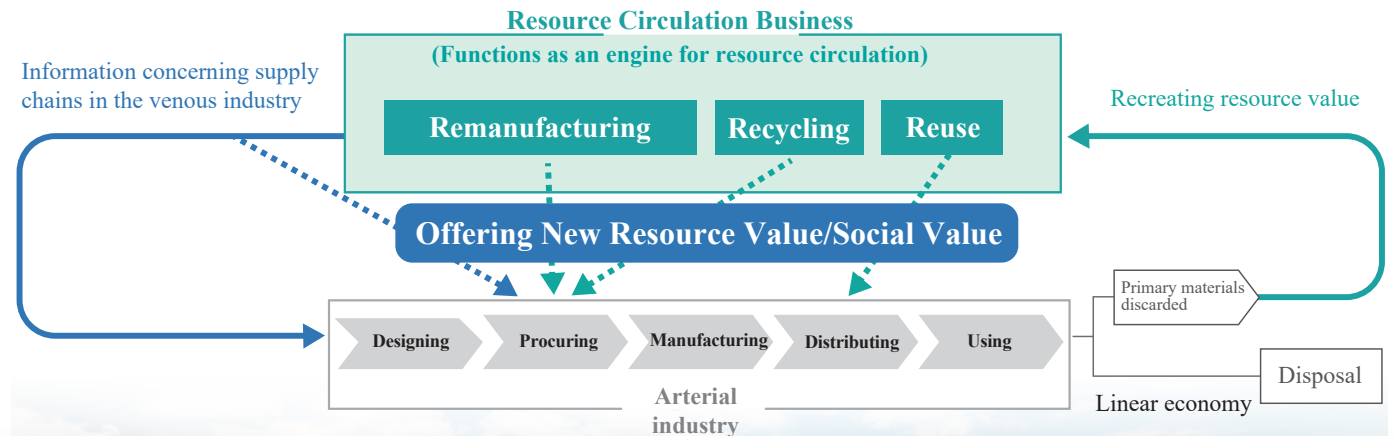 Resource Circulation Business
(Functions as an engine for resource circulation)
Information concerning supply
chains in the venous industry
Recreating resource value
Remanufacturing
Recycling
Reuse
Offering New Resource Value/Social Value
Primary materials
discarded
Designing
Procuring
Manufacturing
Distributing
Using
Disposal
Linear economy
Arterial
industry